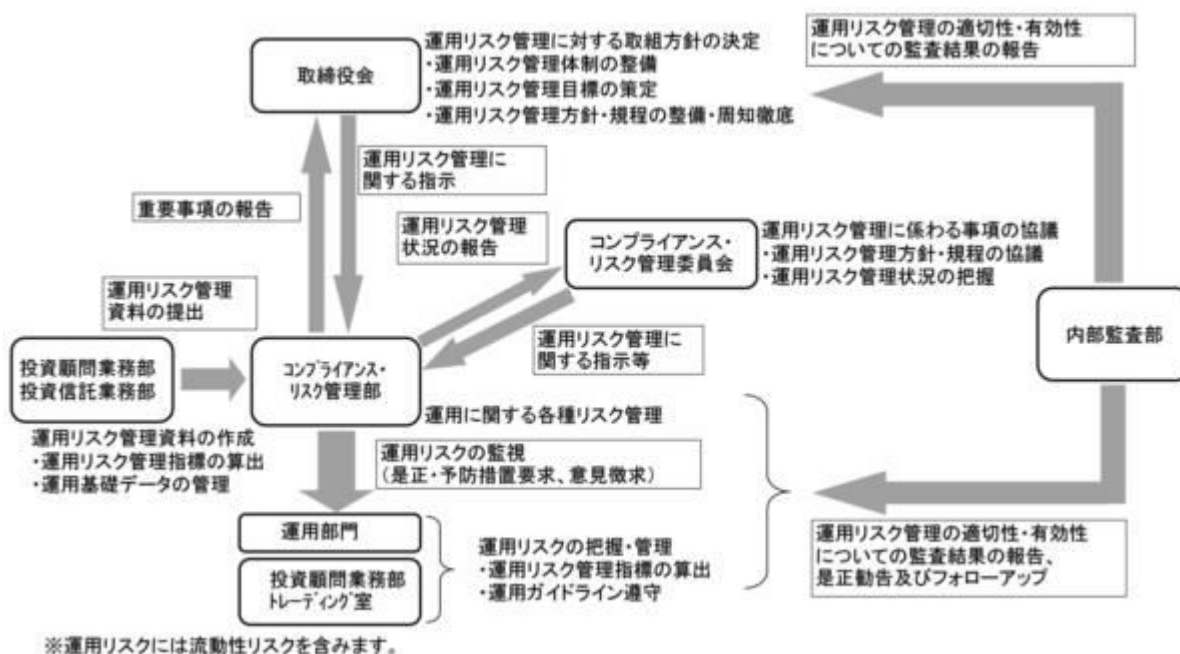 取締役会
運用リスク管理に対する取組方針の決定
・運用リスク管理体制の整備
・運用リスク管理目標の策定
・運用リスク管理方針・規程の整備・周知徹底
運用リスク管理の適切性・有効性
についての監査結果の報告
運用リスク管理に
関する指示
重要事項の報告
運用リスク管理
状況の報告
コンプライアンス・
リスク管理委員会
運用リスク管理に係わる事項の協議
・運用リスク管理方針・規程の協議
・運用リスク管理状況の把握
運用リスク管理
資料の提出
運用リスク管理に
関する指示等
内部監査部
投資顧問業務部
投資信託業務部
コンプライアンス・
リスク管理部
運用に関する各種リスク管理
運用リスク管理資料の作成
・運用リスク管理指標の算出
・運用基礎データの管理
運用リスクの監視
(是正・予防措置要求、意見徴求)
運用部門
投資顧問業務部
トレーディング室
運用リスクの把握・管理
・運用リスク管理指標の算出
・運用ガイドライン遵守
運用リスク管理の適切性・有効性
についての監査結果の報告、
是正勧告及びフォローアップ
※運用リスクには流動性リスクを含みます。